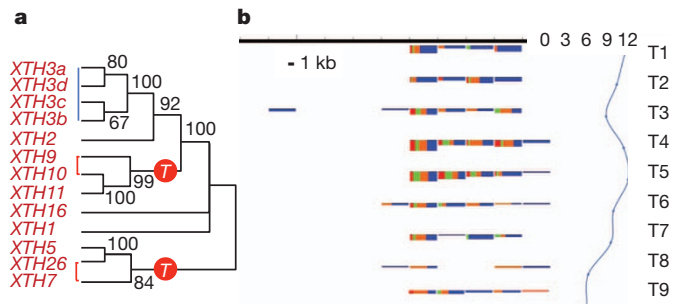 a
b
0 3 6 9 12
- 1 kb
T1
T2
T3
T4
T5
T6
T7
T8
T9
XTH3a
XTH3d
XTH3c
XTH3b
XTH2
XTH9
XTH10
XTH11
XTH16
XTH1
XTH5
XTH26
XTH7
80
100
67
92
100
99
T
100
100
T
84